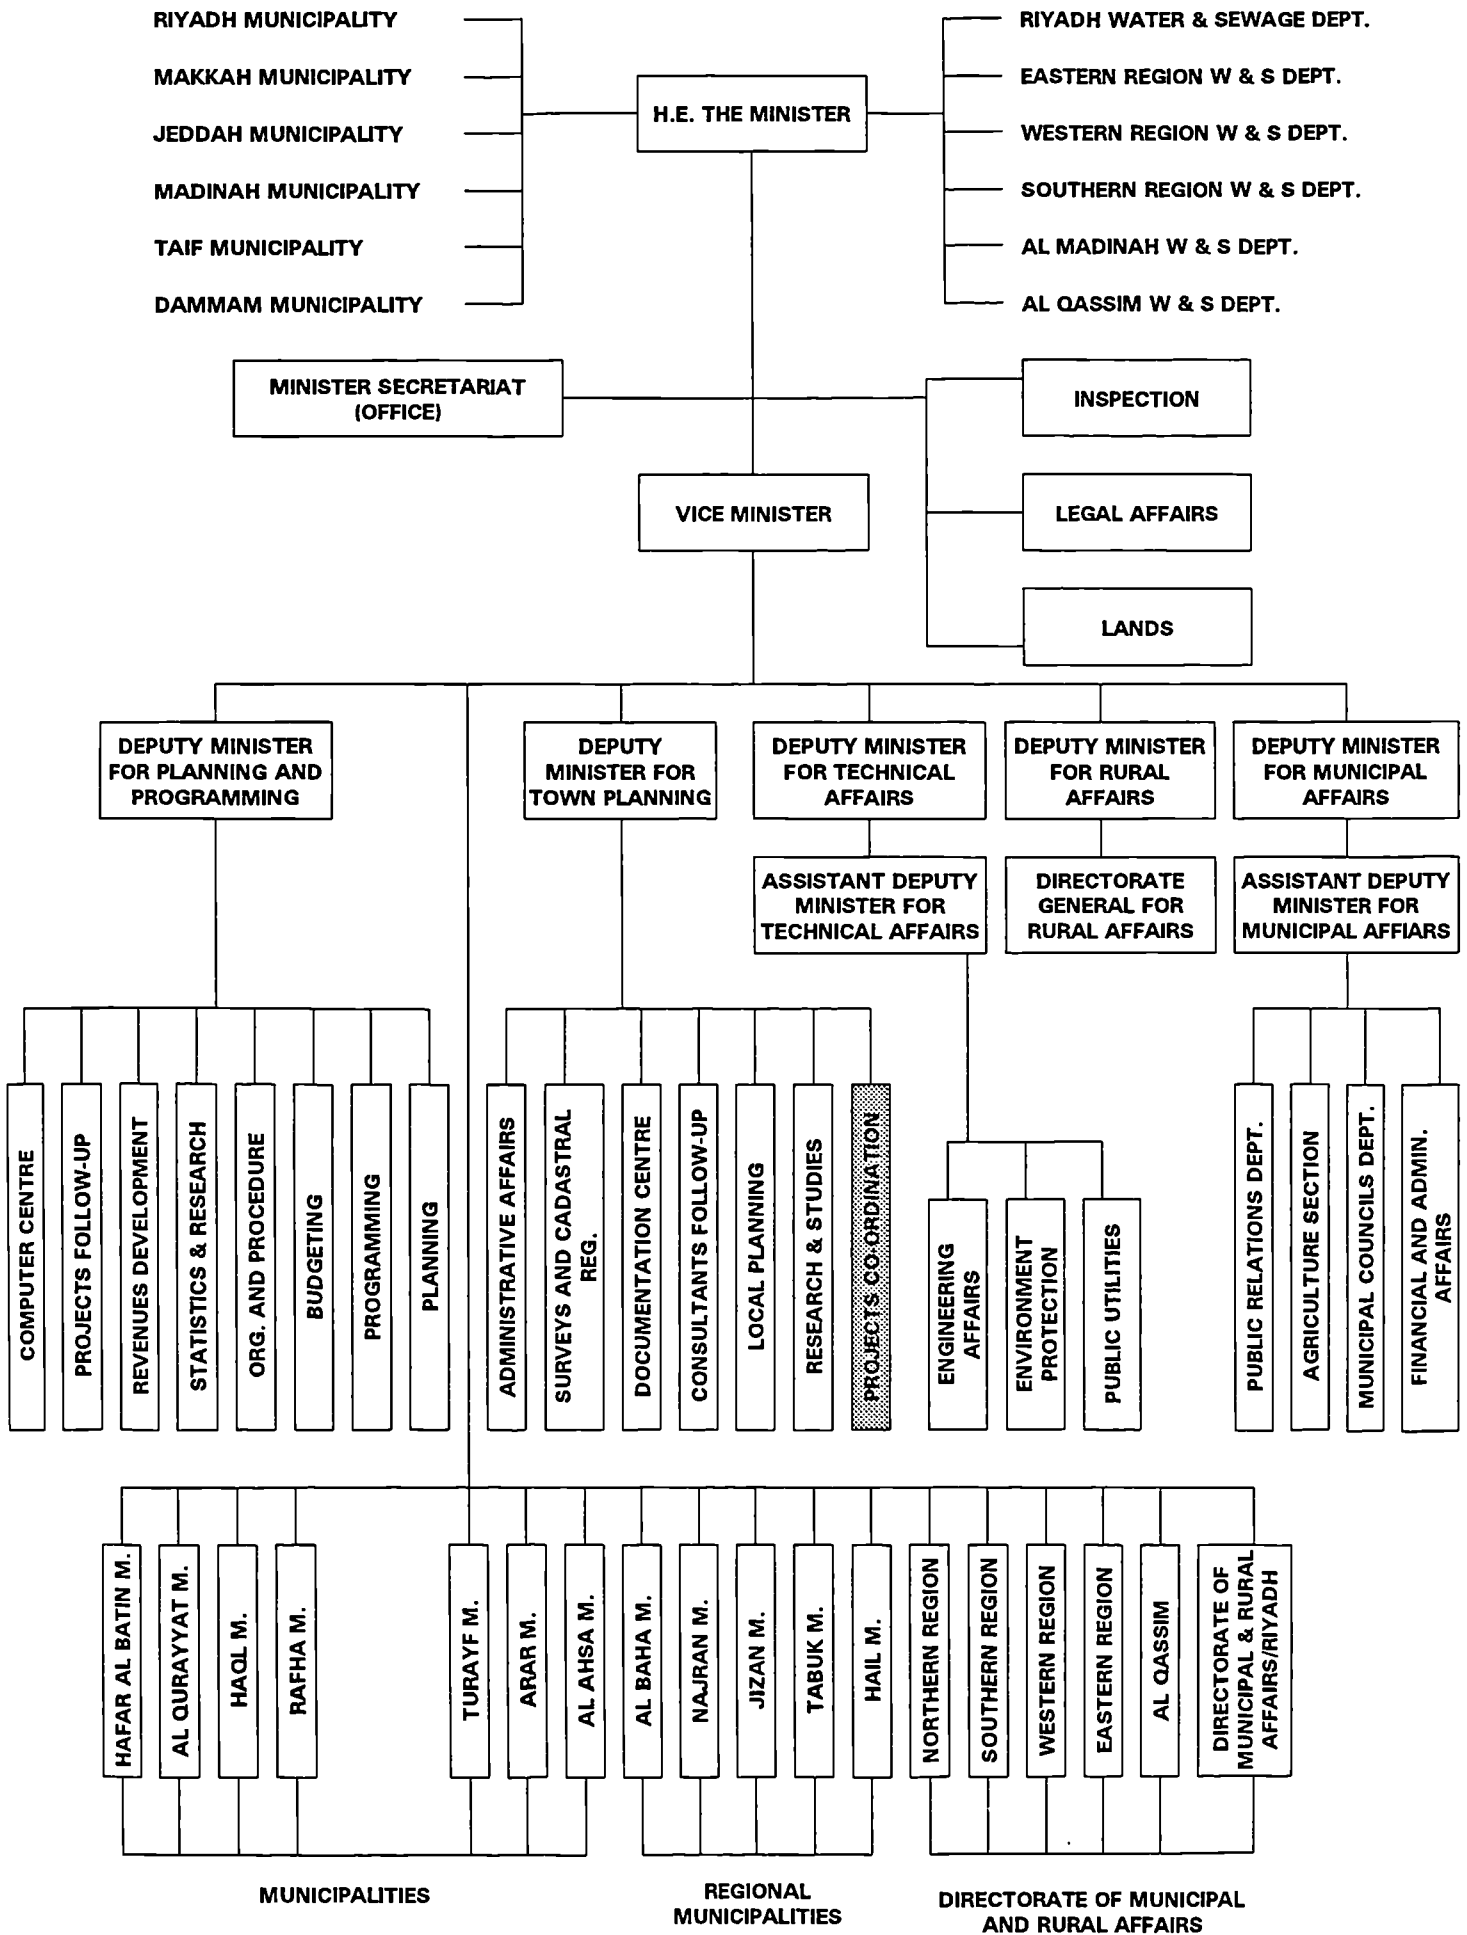 RIYADH MUNICIPALITY
MAKKAH MUNICIPALITY
JEDDAH MUNICIPALITY
MADINAH MUNICIPALITY
TAIF MUNICIPALITY
DAMMAM MUNICIPALITY
H.E. THE MINISTER
RIYADH WATER & SEWAGE DEPT.
EASTERN REGION W & S DEPT.
WESTERN REGION W & S DEPT.
SOUTHERN REGION W & S DEPT.
AL MADINAH W & S DEPT.
AL QASSIM W & S DEPT.
MINISTER SECRETARIAT
(OFFICE)
INSPECTION
VICE MINISTER
LEGAL AFFAIRS
LANDS
DEPUTY MINISTER
FOR PLANNING AND
PROGRAMMING
DEPUTY
MINISTER FOR
TOWN PLANNING
DEPUTY MINISTER
FOR TECHNICAL
AFFAIRS
DEPUTY MINISTER
FOR RURAL
AFFAIRS
DEPUTY MINISTER
FOR MUNICIPAL
AFFAIRS
ASSISTANT DEPUTY
MINISTER FOR
TECHNICAL AFFAIRS
DIRECTORATE
GENERAL FOR
RURAL AFFAIRS
ASSISTANT DEPUTY
MINISTER FOR
MUNICIPAL AFFIARS
COMPUTER CENTRE
PROJECTS FOLLOW-UP
REVENUES DEVELOPMENT
STATISTICS & RESEARCH
ORG. AND PROCEDURE
BUDGETING
PROGRAMMING
PLANNING
ADMINISTRATIVE AFFAIRS
SURVEYS AND CADASTRAL
REG.
DOCUMENTATION CENTRE
CONSULTANTS FOLLOW-UP
LOCAL PLANNING
RESEARCH & STUDIES
PROJECTS CO-ORDINATION
ENGINEERING
AFFAIRS
ENVIRONMENT
PROTECTION
PUBLIC UTILITIES
PUBLIC RELATIONS DEPT.
AGRICULTURE SECTION
MUNICIPAL COUNCILS DEPT.
FINANCIAL AND ADMIN.
AFFAIRS
HAFAR AL BATIN M.
AL QURAYYAT M.
HAQL M.
RAFHA M.
TURAYF M.
ARAR M.
AL AHSA M.
AL BAHA M.
NAJRAN M.
JIZAN M.
TABUK M.
HAIL M.
NORTHERN REGION
SOUTHERN REGION
WESTERN REGION
EASTERN REGION
AL QASSIM
DIRECTORATE OF
MUNICIPAL & RURAL
AFFAIRS/RIYADH
MUNICIPALITIES
REGIONAL
MUNICIPALITIES
DIRECTORATE OF MUNICIPAL
AND RURAL AFFAIRS